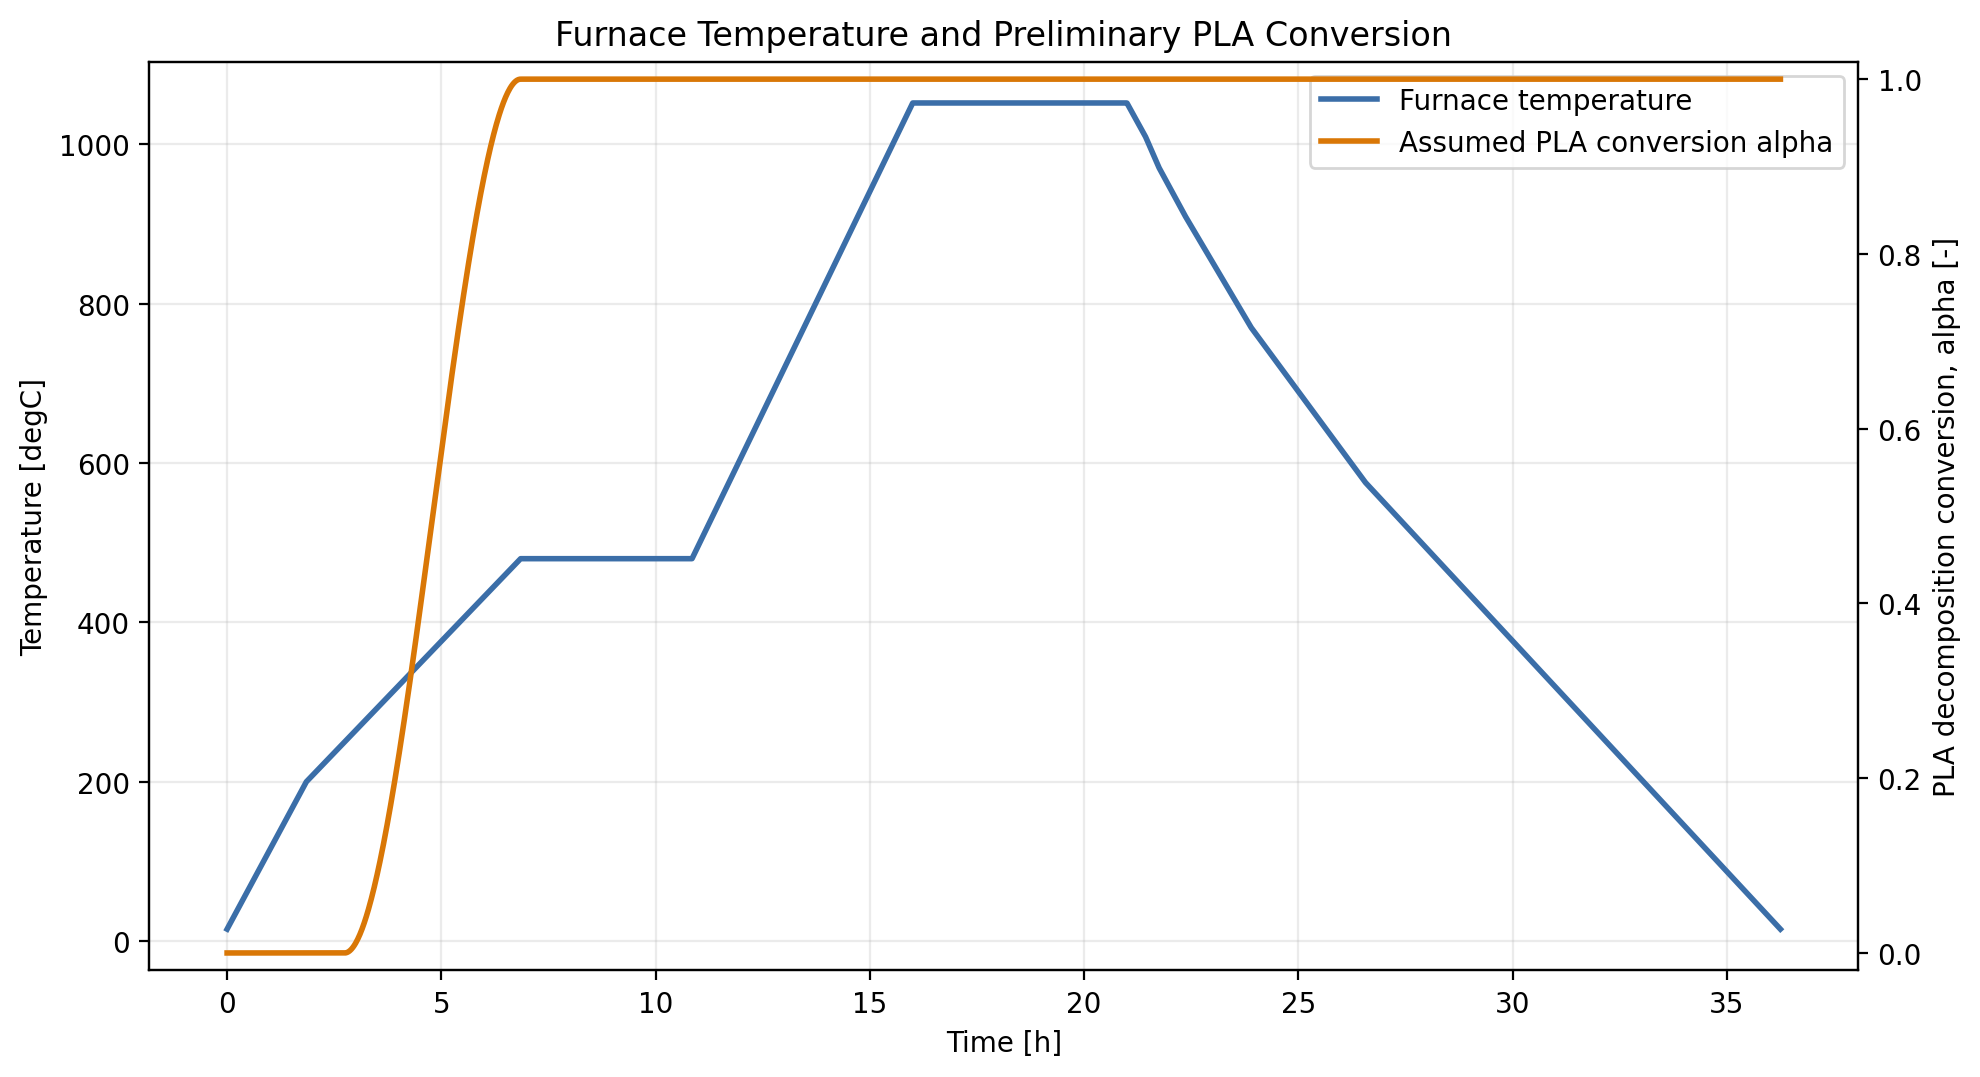 Furnace Temperature and Preliminary PLA Conversion
Furnace temperature
Assumed PLA conversion alpha
Temperature [degC]
1000
800
600
400
200
0
PLA decomposition conversion, alpha [-]
1.0
0.8
0.6
0.4
0.2
0.0
0 5 10 15 20 25 30 35
Time [h]